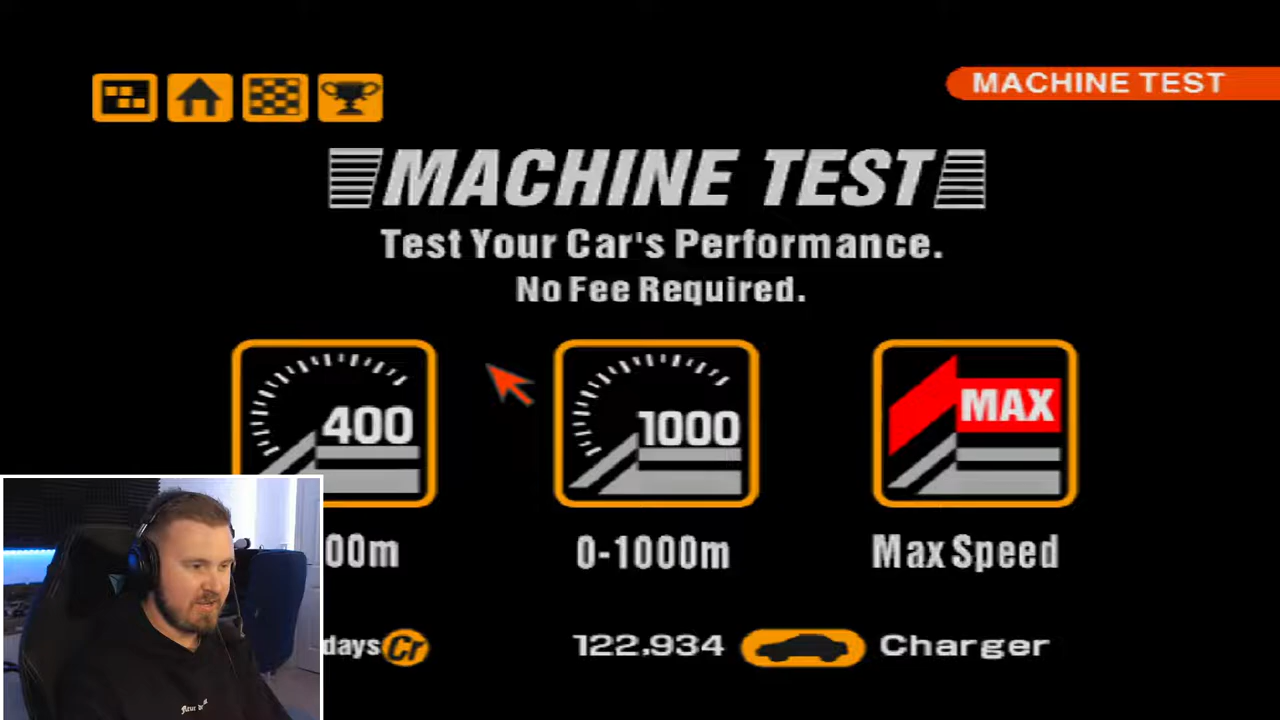 MACHINE TEST
MACHINE TEST
Test Your Car's Performance.
No Fee Required.
400
1000
MAX
00m
0-1000m
Max Speed
days Cr 122,934 Charger